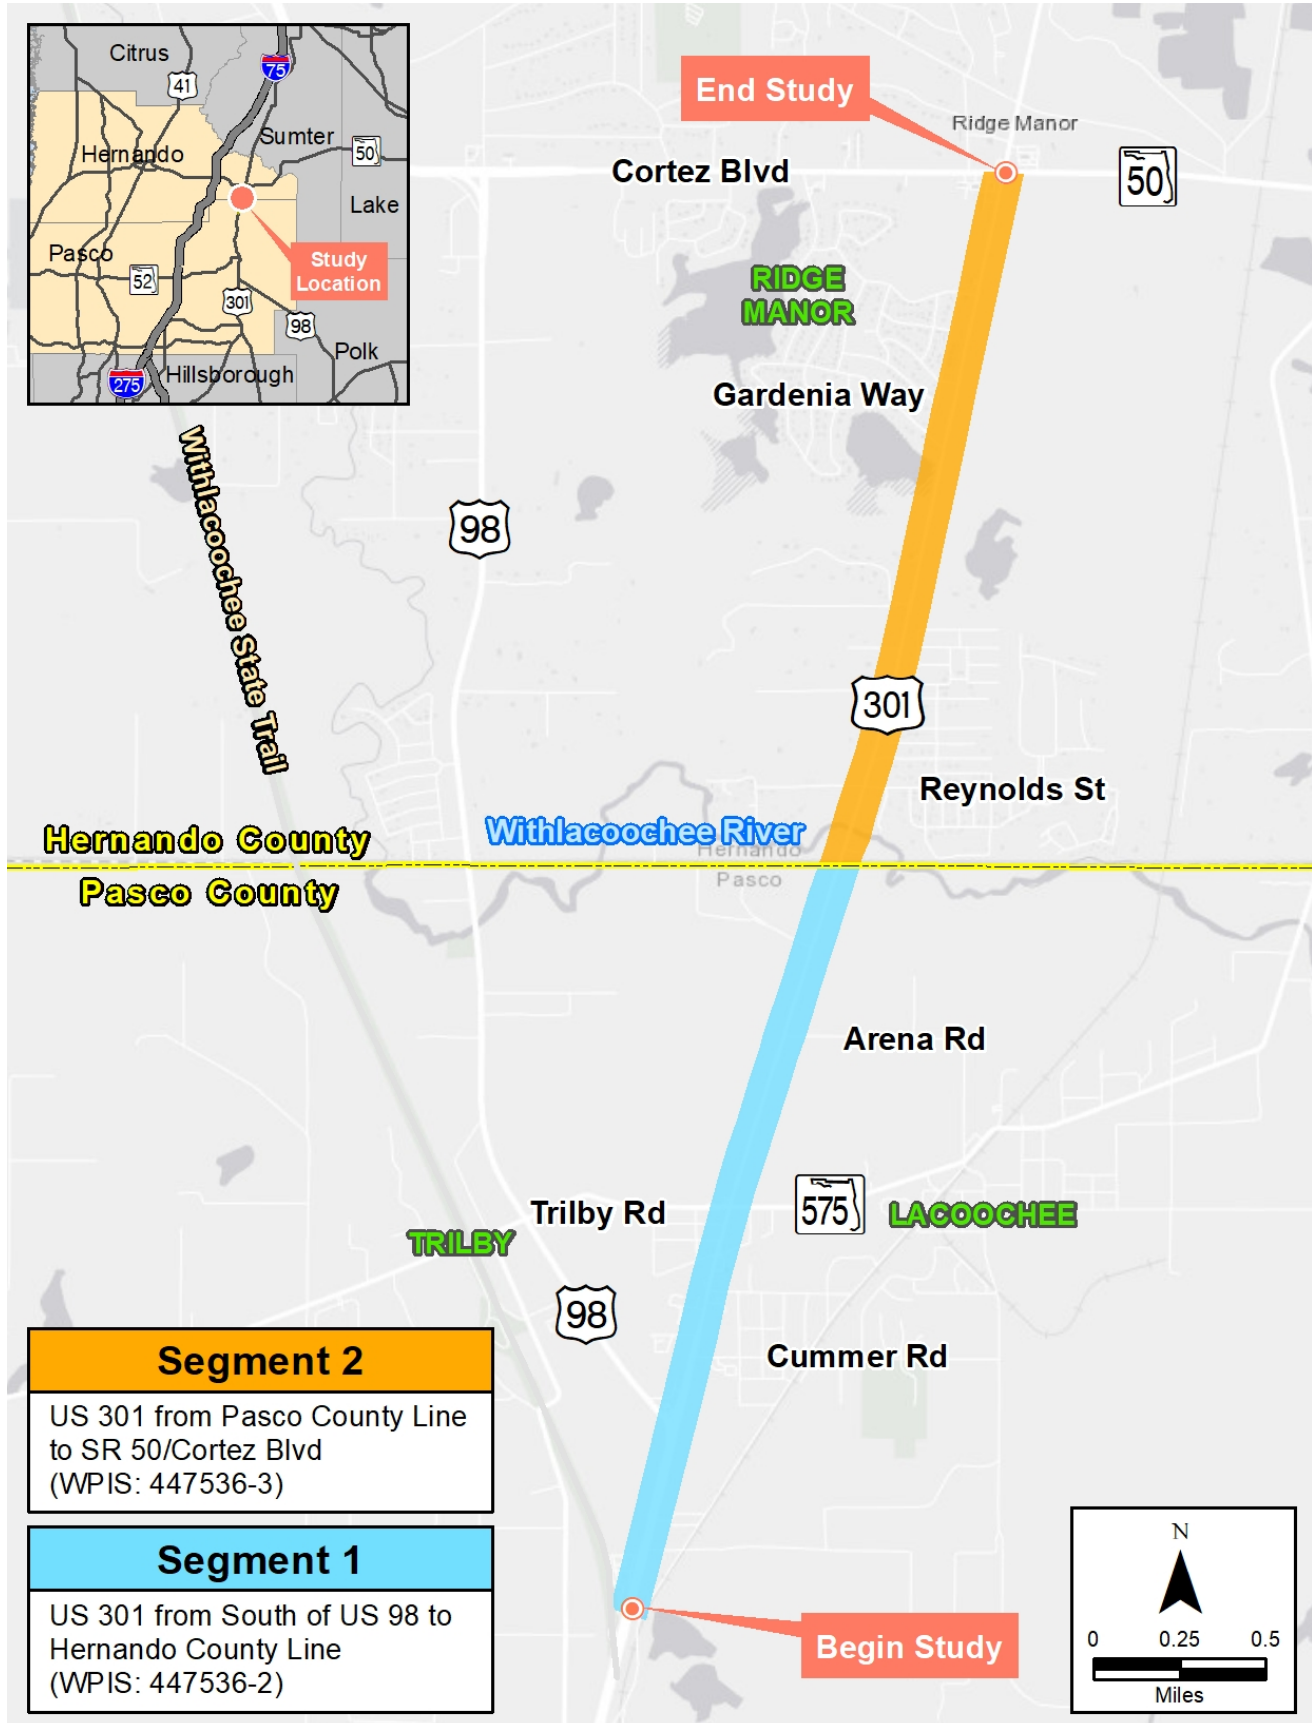 Citrus
75
41
Sumter
50
Hernando
Lake
Pasco
Study
Location
52
301
98
Polk
Hillsborough
275
End Study
Ridge Manor
Cortez Blvd
50
RIDGE
MANOR
Gardenia Way
Withlacoochee State Trail
98
301
Reynolds St
Withlacoochee River
Hernando County
Hernando
Pasco County
Pasco
Arena Rd
Trilby Rd
575
LACOOCHEE
TRILBY
98
Cummer Rd
Segment 2
US 301 from Pasco County Line
to SR 50/Cortez Blvd
(WPIS: 447536-3)
Segment 1
US 301 from South of US 98 to
Hernando County Line
(WPIS: 447536-2)
Begin Study
N
0 0.25 0.5
Miles